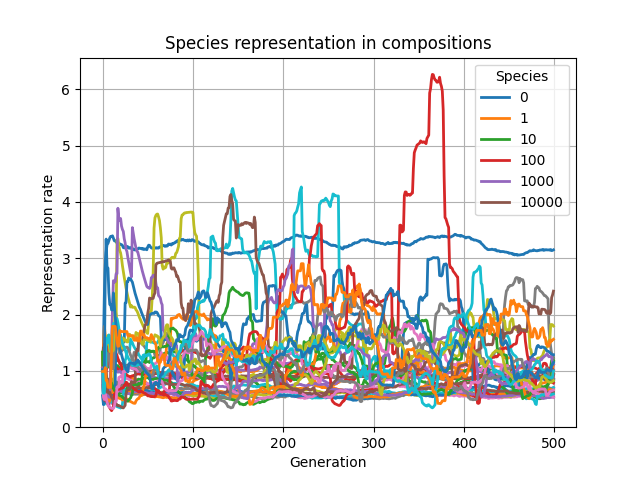 Species representation in compositions
Representation rate
6
5
4
3
2
1
0
0 100 200 300 400 500
Generation
Species
0
1
10
100
1000
10000